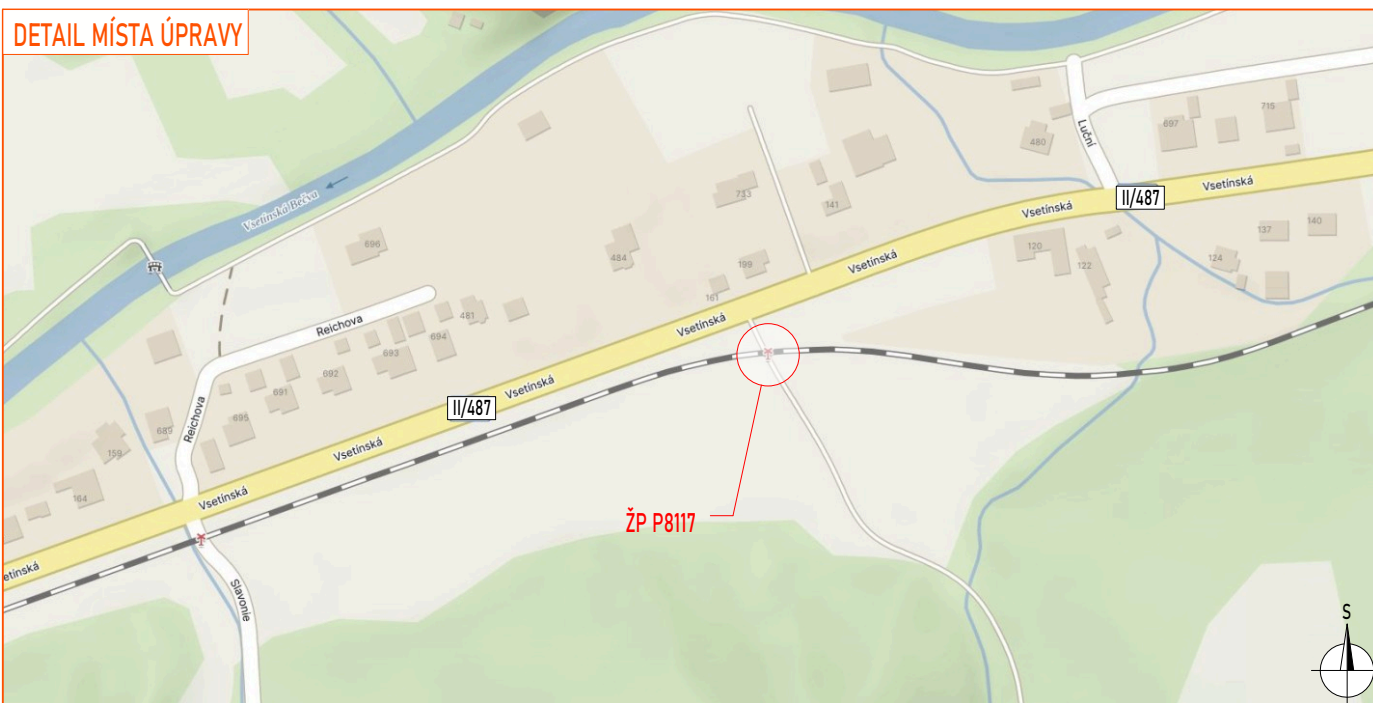 DETAIL MÍSTA ÚPRAVY
Vsetínská Bečva
Luční
697
715
480
733
141
II/487
Vsetínská
Vsetínská
696
484
199
161
Vsetínská
120
122
137
140
124
Reichova
481
694
693
692
691
695
689
Reichova
159
164
Vsetínská
Vsetínská
II/487
Vsetínská
Vsetínská
etínská
Slavonie
ŽP P8117
S